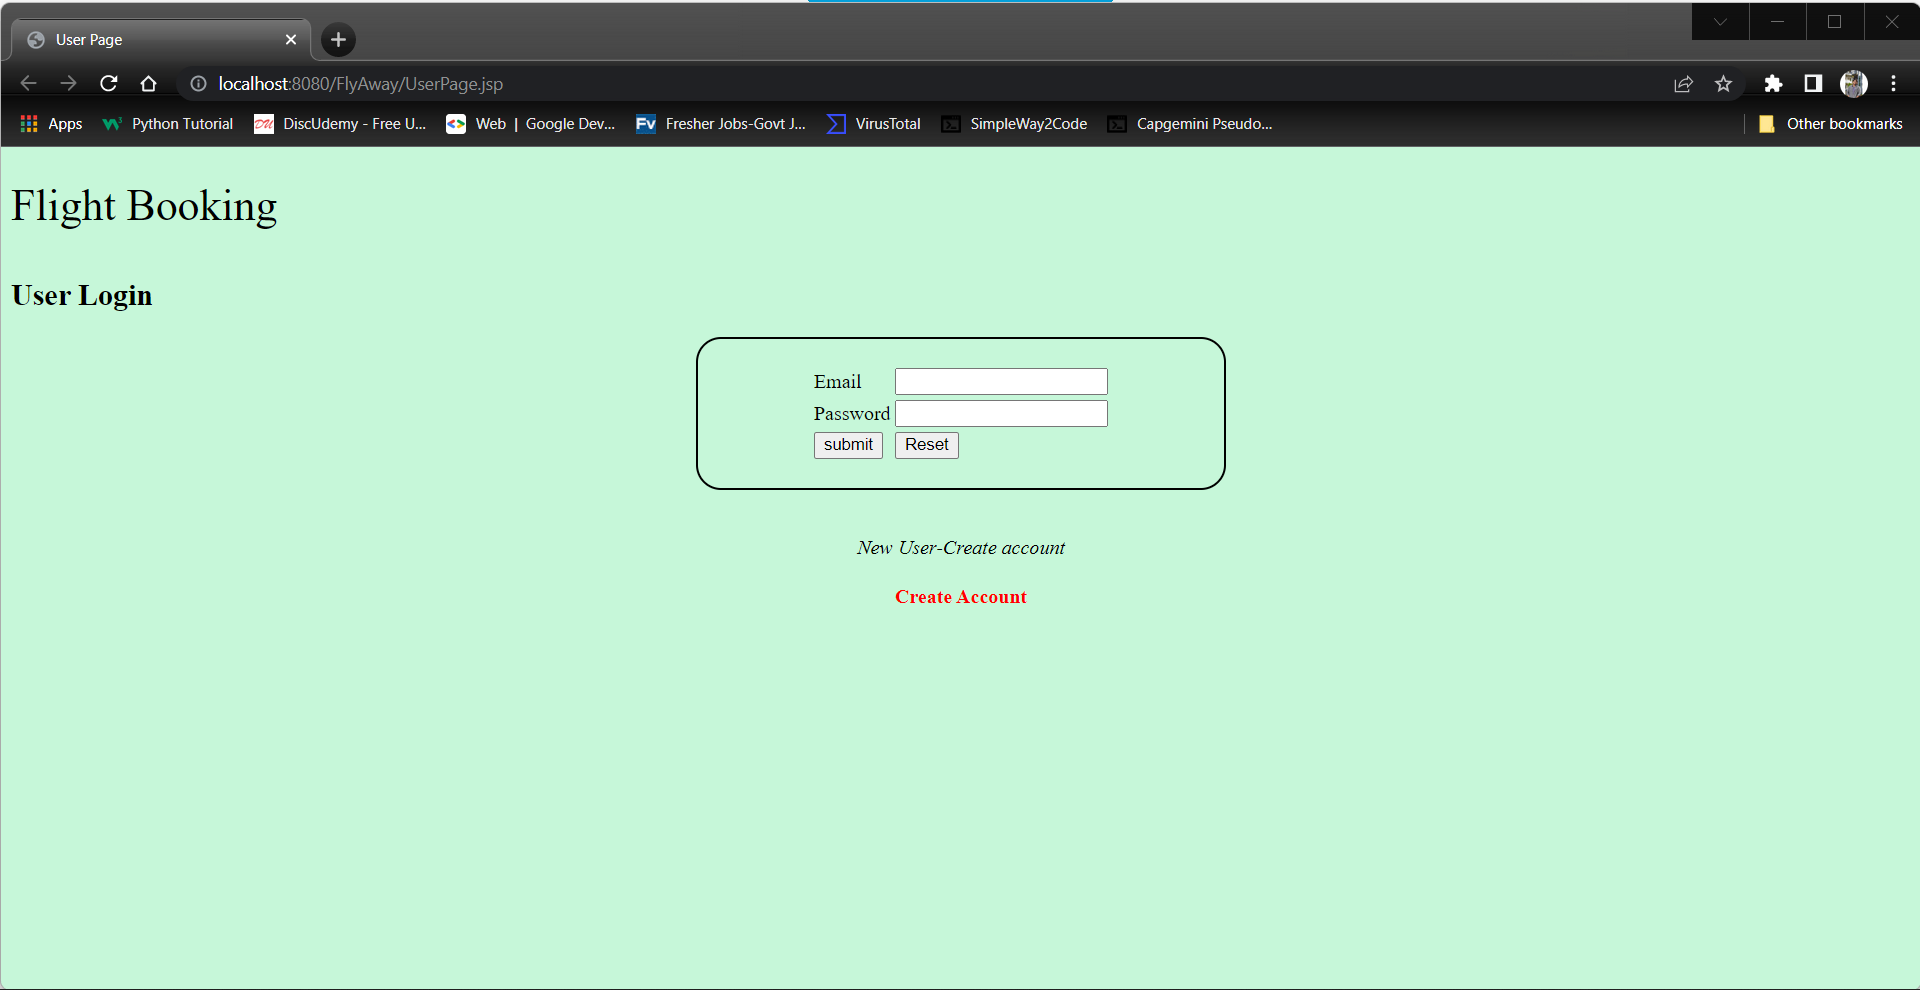 User Page
localhost:8080/FlyAway/UserPage.jsp
Apps Python Tutorial DiscUdemy - Free U... Web | Google Dev... Fv Fresher Jobs-Govt J... VirusTotal SimpleWay2Code Capgemini Pseudo... Other bookmarks
Flight Booking
User Login
Email
Password
submit Reset
New User-Create account
Create Account